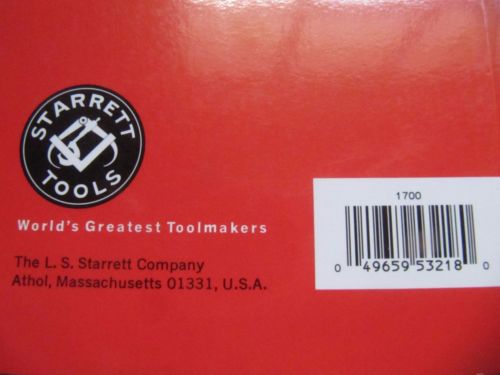 STARRETT
TOOLS
World's Greatest Toolmakers
The L. S. Starrett Company
Athol, Massachusetts 01331, U.S.A.
1700
0 49659 53218 0